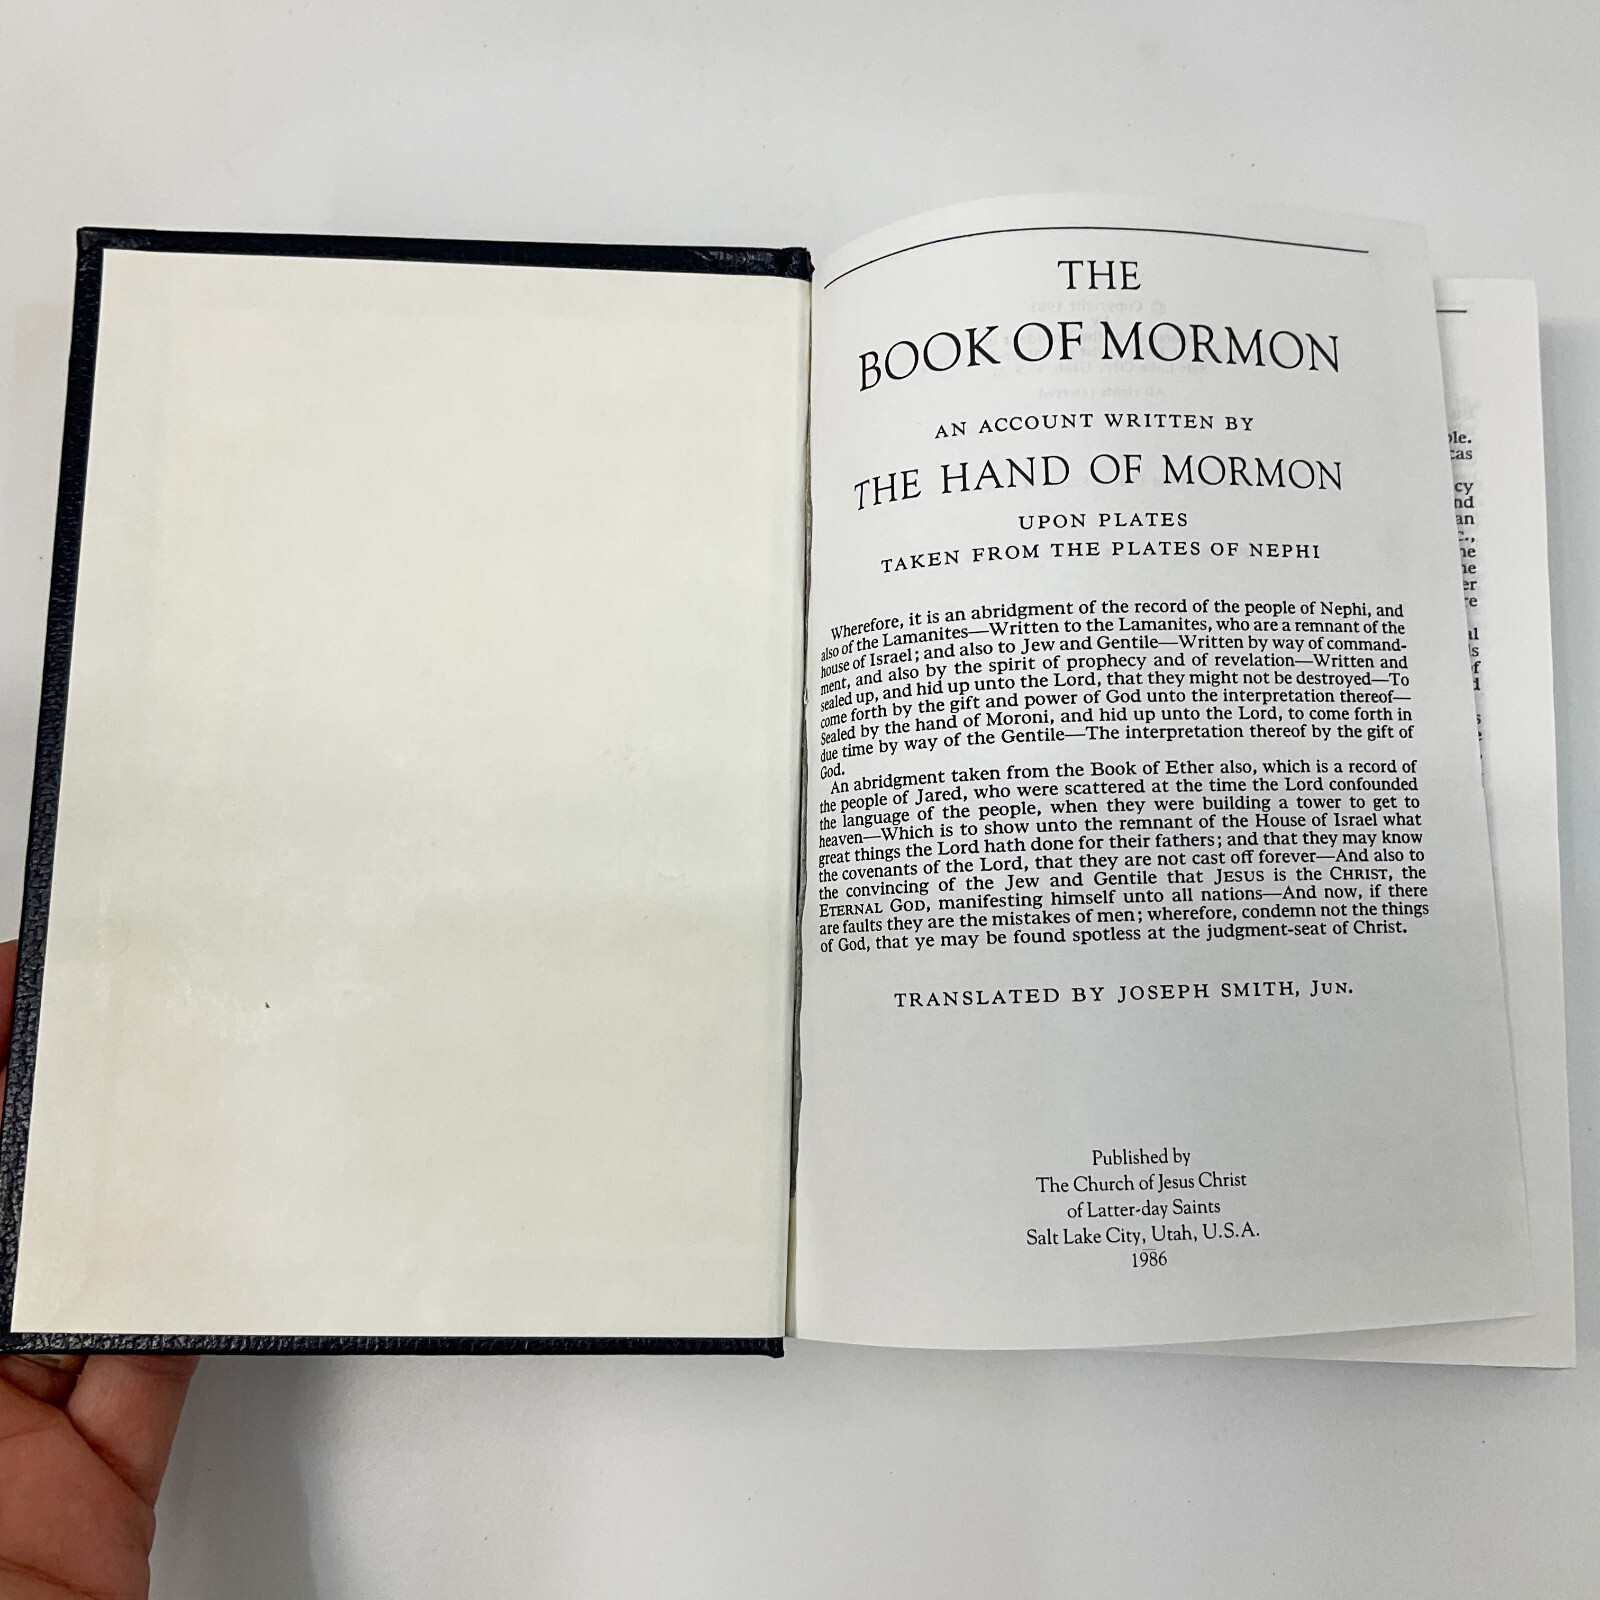 THE
BOOK OF MORMON
AN ACCOUNT WRITTEN BY
THE HAND OF MORMON
UPON PLATES
TAKEN FROM THE PLATES OF NEPHI
Wherefore, it is an abridgment of the record of the people of Nephi, and
also of the Lamanites—Written to the Lamanites, who are a remnant of the
house of Israel; and also to Jew and Gentile—Written by way of command-
ment, and also by the spirit of prophecy and of revelation—Written and
sealed up, and hid up unto the Lord, that they might not be destroyed—To
come forth by the gift and power of God unto the interpretation thereof—
Sealed by the hand of Moroni, and hid up unto the Lord, to come forth in
due time by way of the Gentile—The interpretation thereof by the gift of
God.
An abridgment taken from the Book of Ether also, which is a record of
the people of Jared, who were scattered at the time the Lord confounded
the language of the people, when they were building a tower to get to
heaven—Which is to show unto the remnant of the House of Israel what
great things the Lord hath done for their fathers; and that they may know
the covenants of the Lord, that they are not cast off forever—And also to
the convincing of the Jew and Gentile that JESUS is the CHRIST, the
ETERNAL GOD, manifesting himself unto all nations—And now, if there
are faults they are the mistakes of men; wherefore, condemn not the things
of God, that ye may be found spotless at the judgment-seat of Christ.
TRANSLATED BY JOSEPH SMITH, JUN.
Published by
The Church of Jesus Christ
of Latter-day Saints
Salt Lake City, Utah, U.S.A.
1986